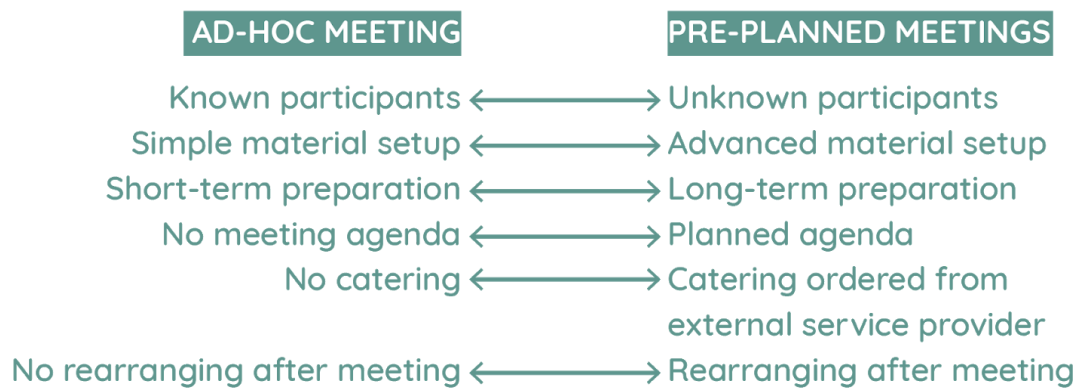 AD-HOC MEETING PRE-PLANNED MEETINGS
Known participants Unknown participants
Simple material setup Advanced material setup
Short-term preparation Long-term preparation
No meeting agenda Planned agenda
No catering Catering ordered from
external service provider
No rearranging after meeting Rearranging after meeting